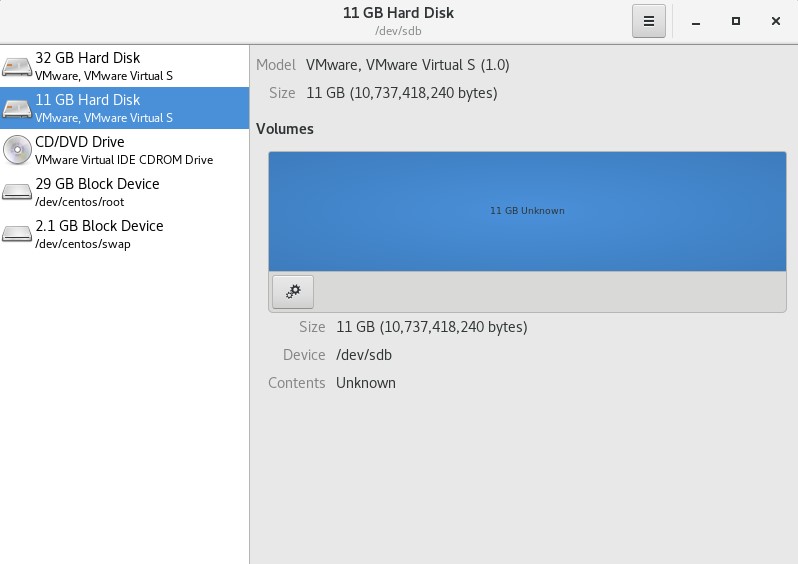 11 GB Hard Disk
/dev/sdb
32 GB Hard Disk
VMware, VMware Virtual S
11 GB Hard Disk
VMware, VMware Virtual S
CD/DVD Drive
VMware Virtual IDE CDROM Drive
29 GB Block Device
/dev/centos/root
2.1 GB Block Device
/dev/centos/swap
Model VMware, VMware Virtual S (1.0)
Size 11 GB (10,737,418,240 bytes)
Volumes
11 GB Unknown
Size 11 GB (10,737,418,240 bytes)
Device /dev/sdb
Contents Unknown